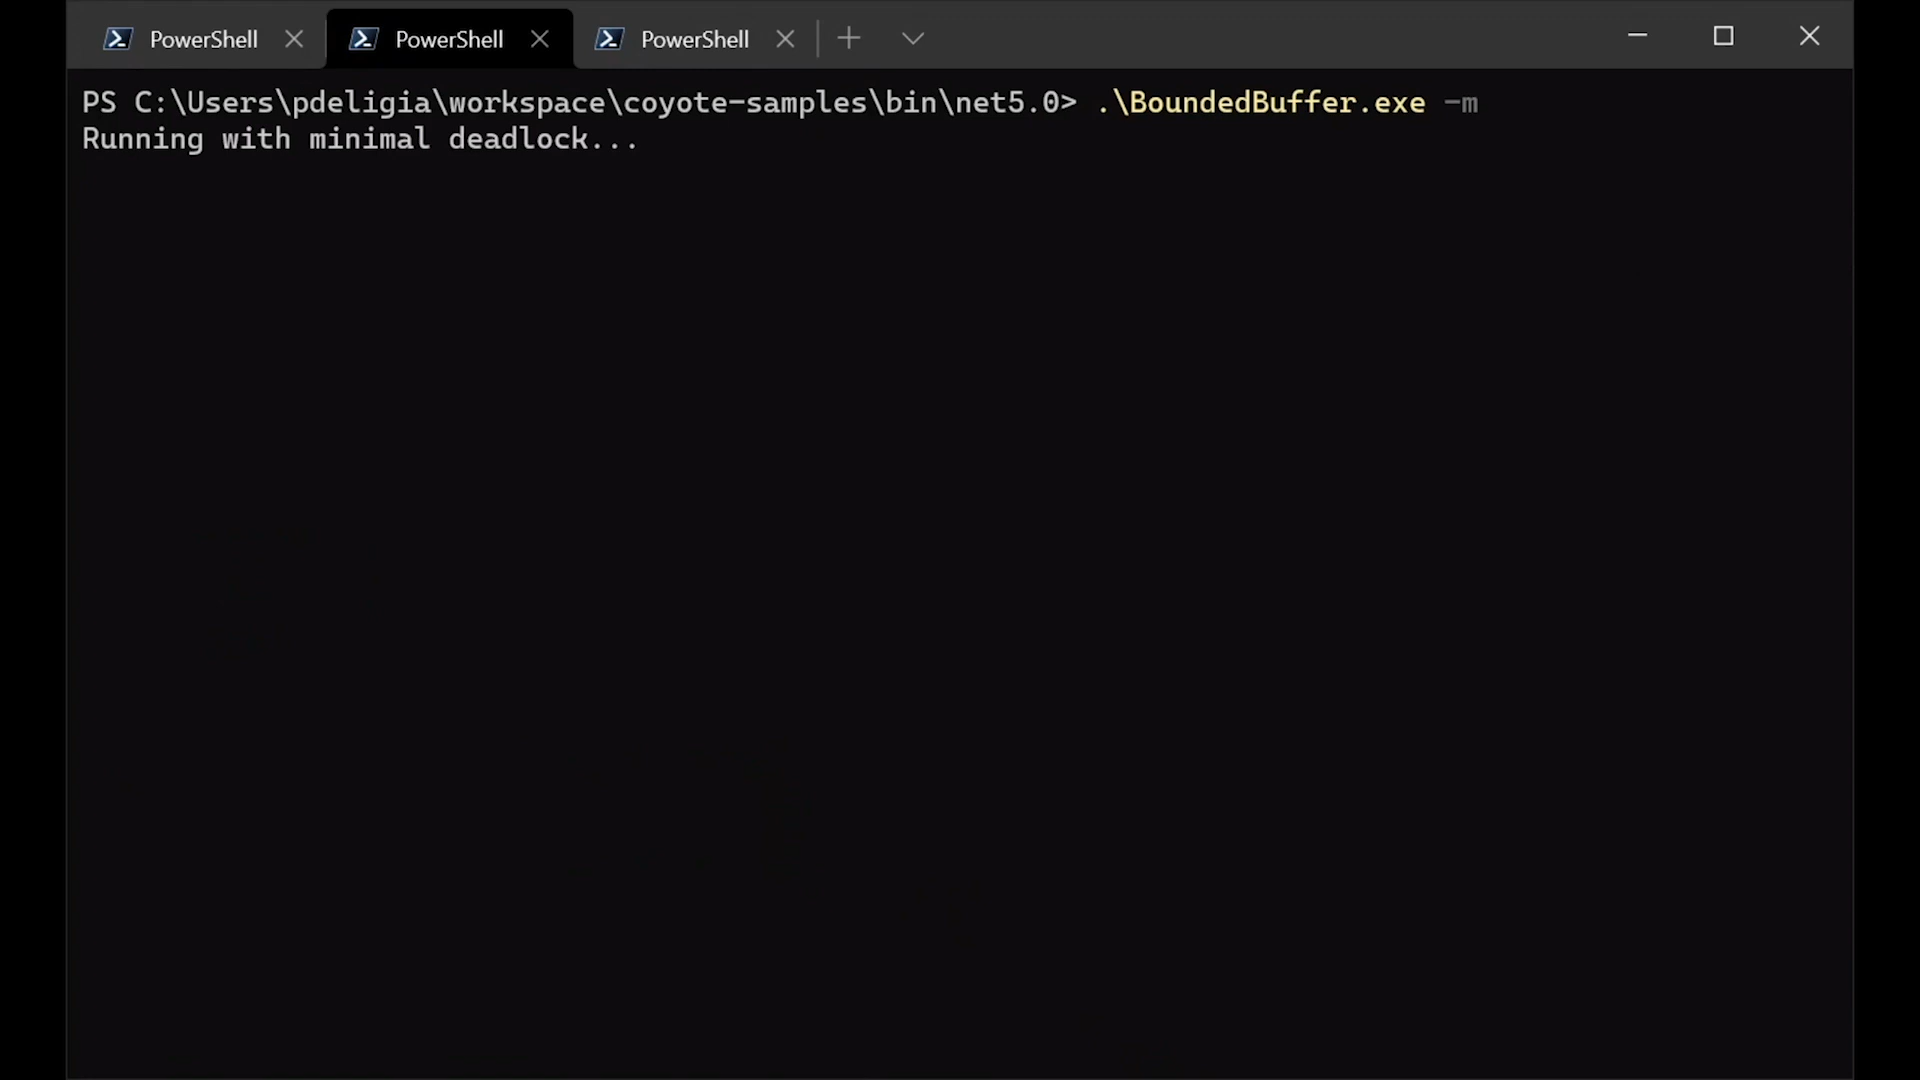 PowerShell PowerShell PowerShell
PS C:\Users\pdeligia\workspace\coyote-samples\bin\net5.0> .\BoundedBuffer.exe -m
Running with minimal deadlock...